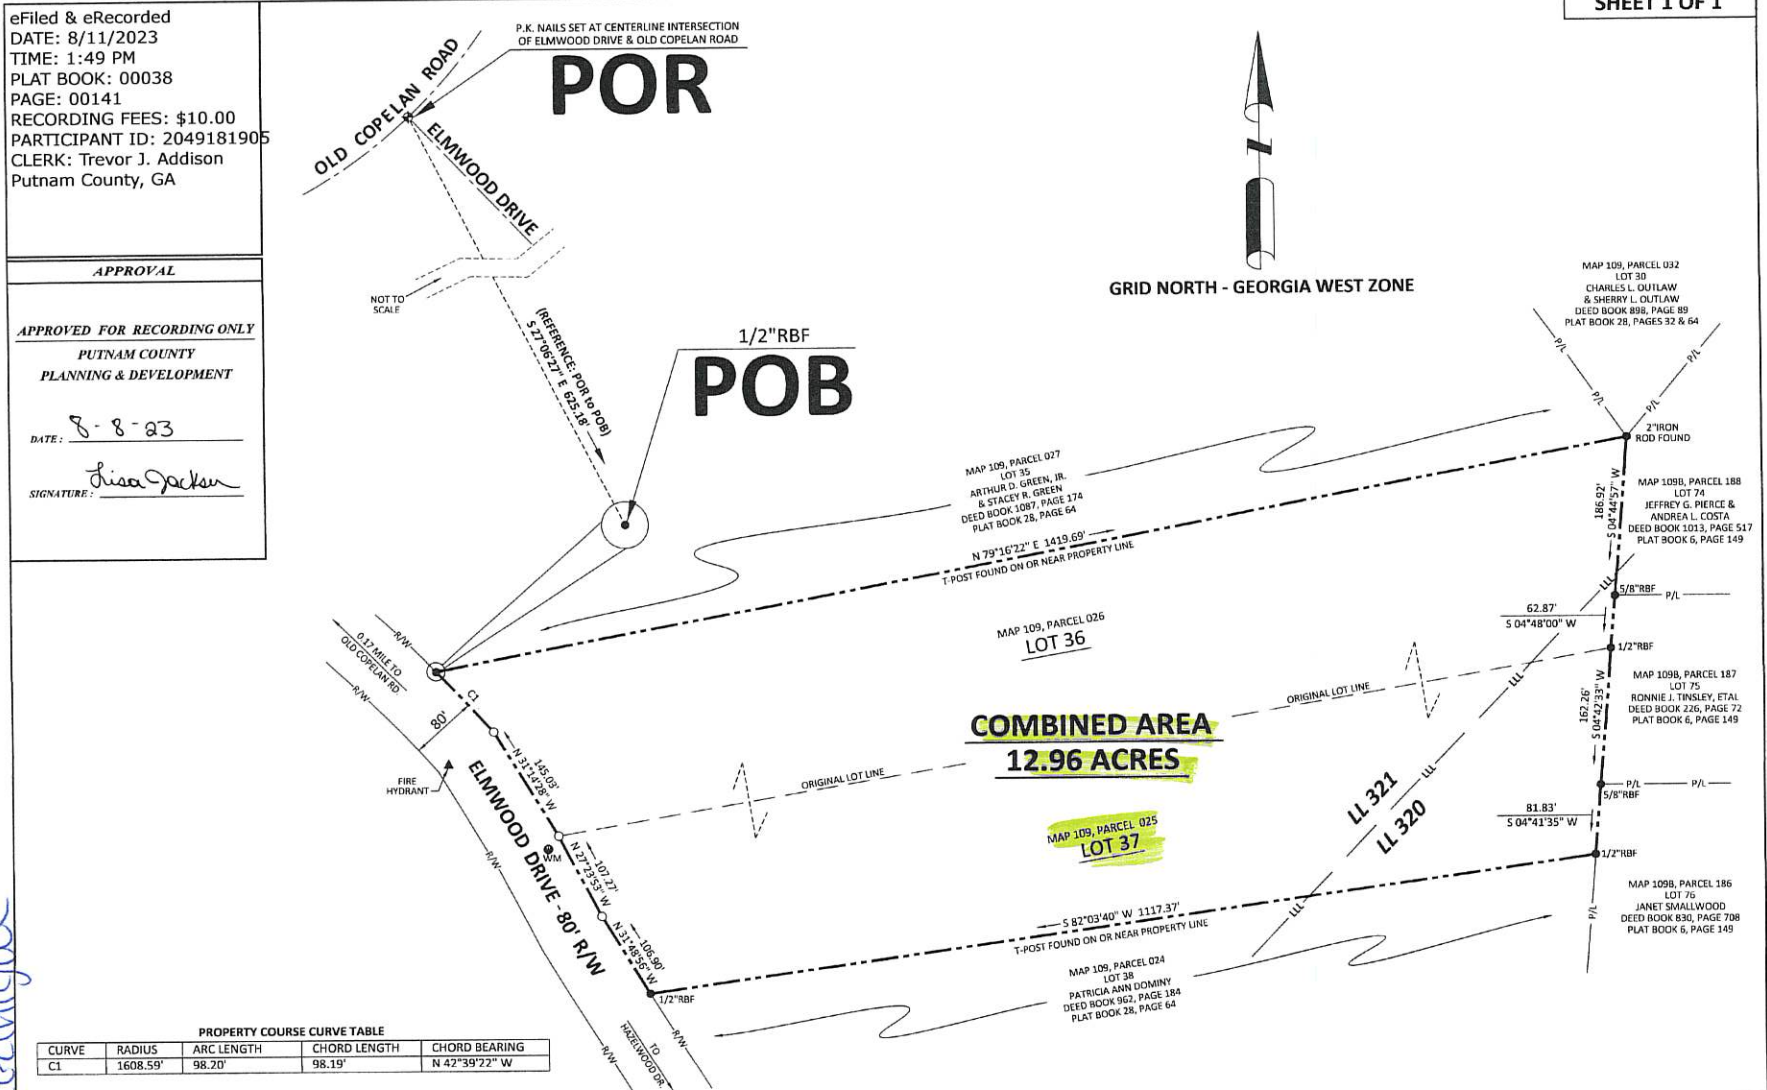 SHEET 1 OF 1
eFiled & eRecorded
DATE: 8/11/2023
TIME: 1:49 PM
PLAT BOOK: 00038
PAGE: 00141
RECORDING FEES: $10.00
PARTICIPANT ID: 2049181905
CLERK: Trevor J. Addison
Putnam County, GA
APPROVAL
APPROVED FOR RECORDING ONLY
PUTNAM COUNTY
PLANNING & DEVELOPMENT
DATE: 8-8-23
SIGNATURE: Lisa Jackson
P.K. NAILS SET AT CENTERLINE INTERSECTION
OF ELMWOOD DRIVE & OLD COPELAN ROAD
POR
OLD COPELAN ROAD
ELMWOOD DRIVE
NOT TO
SCALE
(REFERENCE: POR to POB)
S 27°06'27" E 625.18'
1/2"RBF
POB
GRID NORTH - GEORGIA WEST ZONE
MAP 109, PARCEL 032
LOT 30
CHARLES L. OUTLAW
& SHERRY L. OUTLAW
DEED BOOK 898, PAGE 89
PLAT BOOK 28, PAGES 32 & 64
P/L
P/L
P/L
P/L
2"IRON
ROD FOUND
MAP 109, PARCEL 027
LOT 35
ARTHUR D. GREEN, JR.
& STACEY R. GREEN
DEED BOOK 1087, PAGE 174
PLAT BOOK 28, PAGE 64
N 79°16'22" E 1419.69'
T-POST FOUND ON OR NEAR PROPERTY LINE
186.92'
S 04°44'57" W
MAP 109B, PARCEL 188
LOT 74
JEFFREY G. PIERCE &
ANDREA L. COSTA
DEED BOOK 1013, PAGE 517
PLAT BOOK 6, PAGE 149
LLL
5/8"RBF
P/L
62.87'
S 04°48'00" W
1/2"RBF
MAP 109, PARCEL 026
LOT 36
ORIGINAL LOT LINE
LLL
162.26'
S 04°42'33" W
MAP 109B, PARCEL 187
LOT 75
RONNIE J. TINSLEY, ETAL
DEED BOOK 226, PAGE 72
PLAT BOOK 6, PAGE 149
0.17 MILE TO
OLD COPELAN RD.
R/W
R/W
C1
80'
COMBINED AREA
12.96 ACRES
ORIGINAL LOT LINE
LLL
P/L
P/L
5/8"RBF
FIRE
HYDRANT
145.03'
N 31°14'28" W
ELMWOOD DRIVE - 80' R/W
WM
LL 321
LL 320
81.83'
S 04°41'35" W
1/2"RBF
MAP 109, PARCEL 025
LOT 37
107.27'
N 27°23'53" W
R/W
106.90'
N 31°48'56" W
1/2"RBF
S 82°03'40" W 1117.37'
T-POST FOUND ON OR NEAR PROPERTY LINE
LLL
P/L
MAP 109B, PARCEL 186
LOT 76
JANET SMALLWOOD
DEED BOOK 830, PAGE 708
PLAT BOOK 6, PAGE 149
MAP 109, PARCEL 024
LOT 38
PATRICIA ANN DOMINY
DEED BOOK 962, PAGE 184
PLAT BOOK 28, PAGE 64
TO
HAZELWOOD DR.
R/W
R/W
PROPERTY COURSE CURVE TABLE
CURVE RADIUS ARC LENGTH CHORD LENGTH CHORD BEARING
C1 1608.59' 98.20' 98.19' N 42°39'22" W